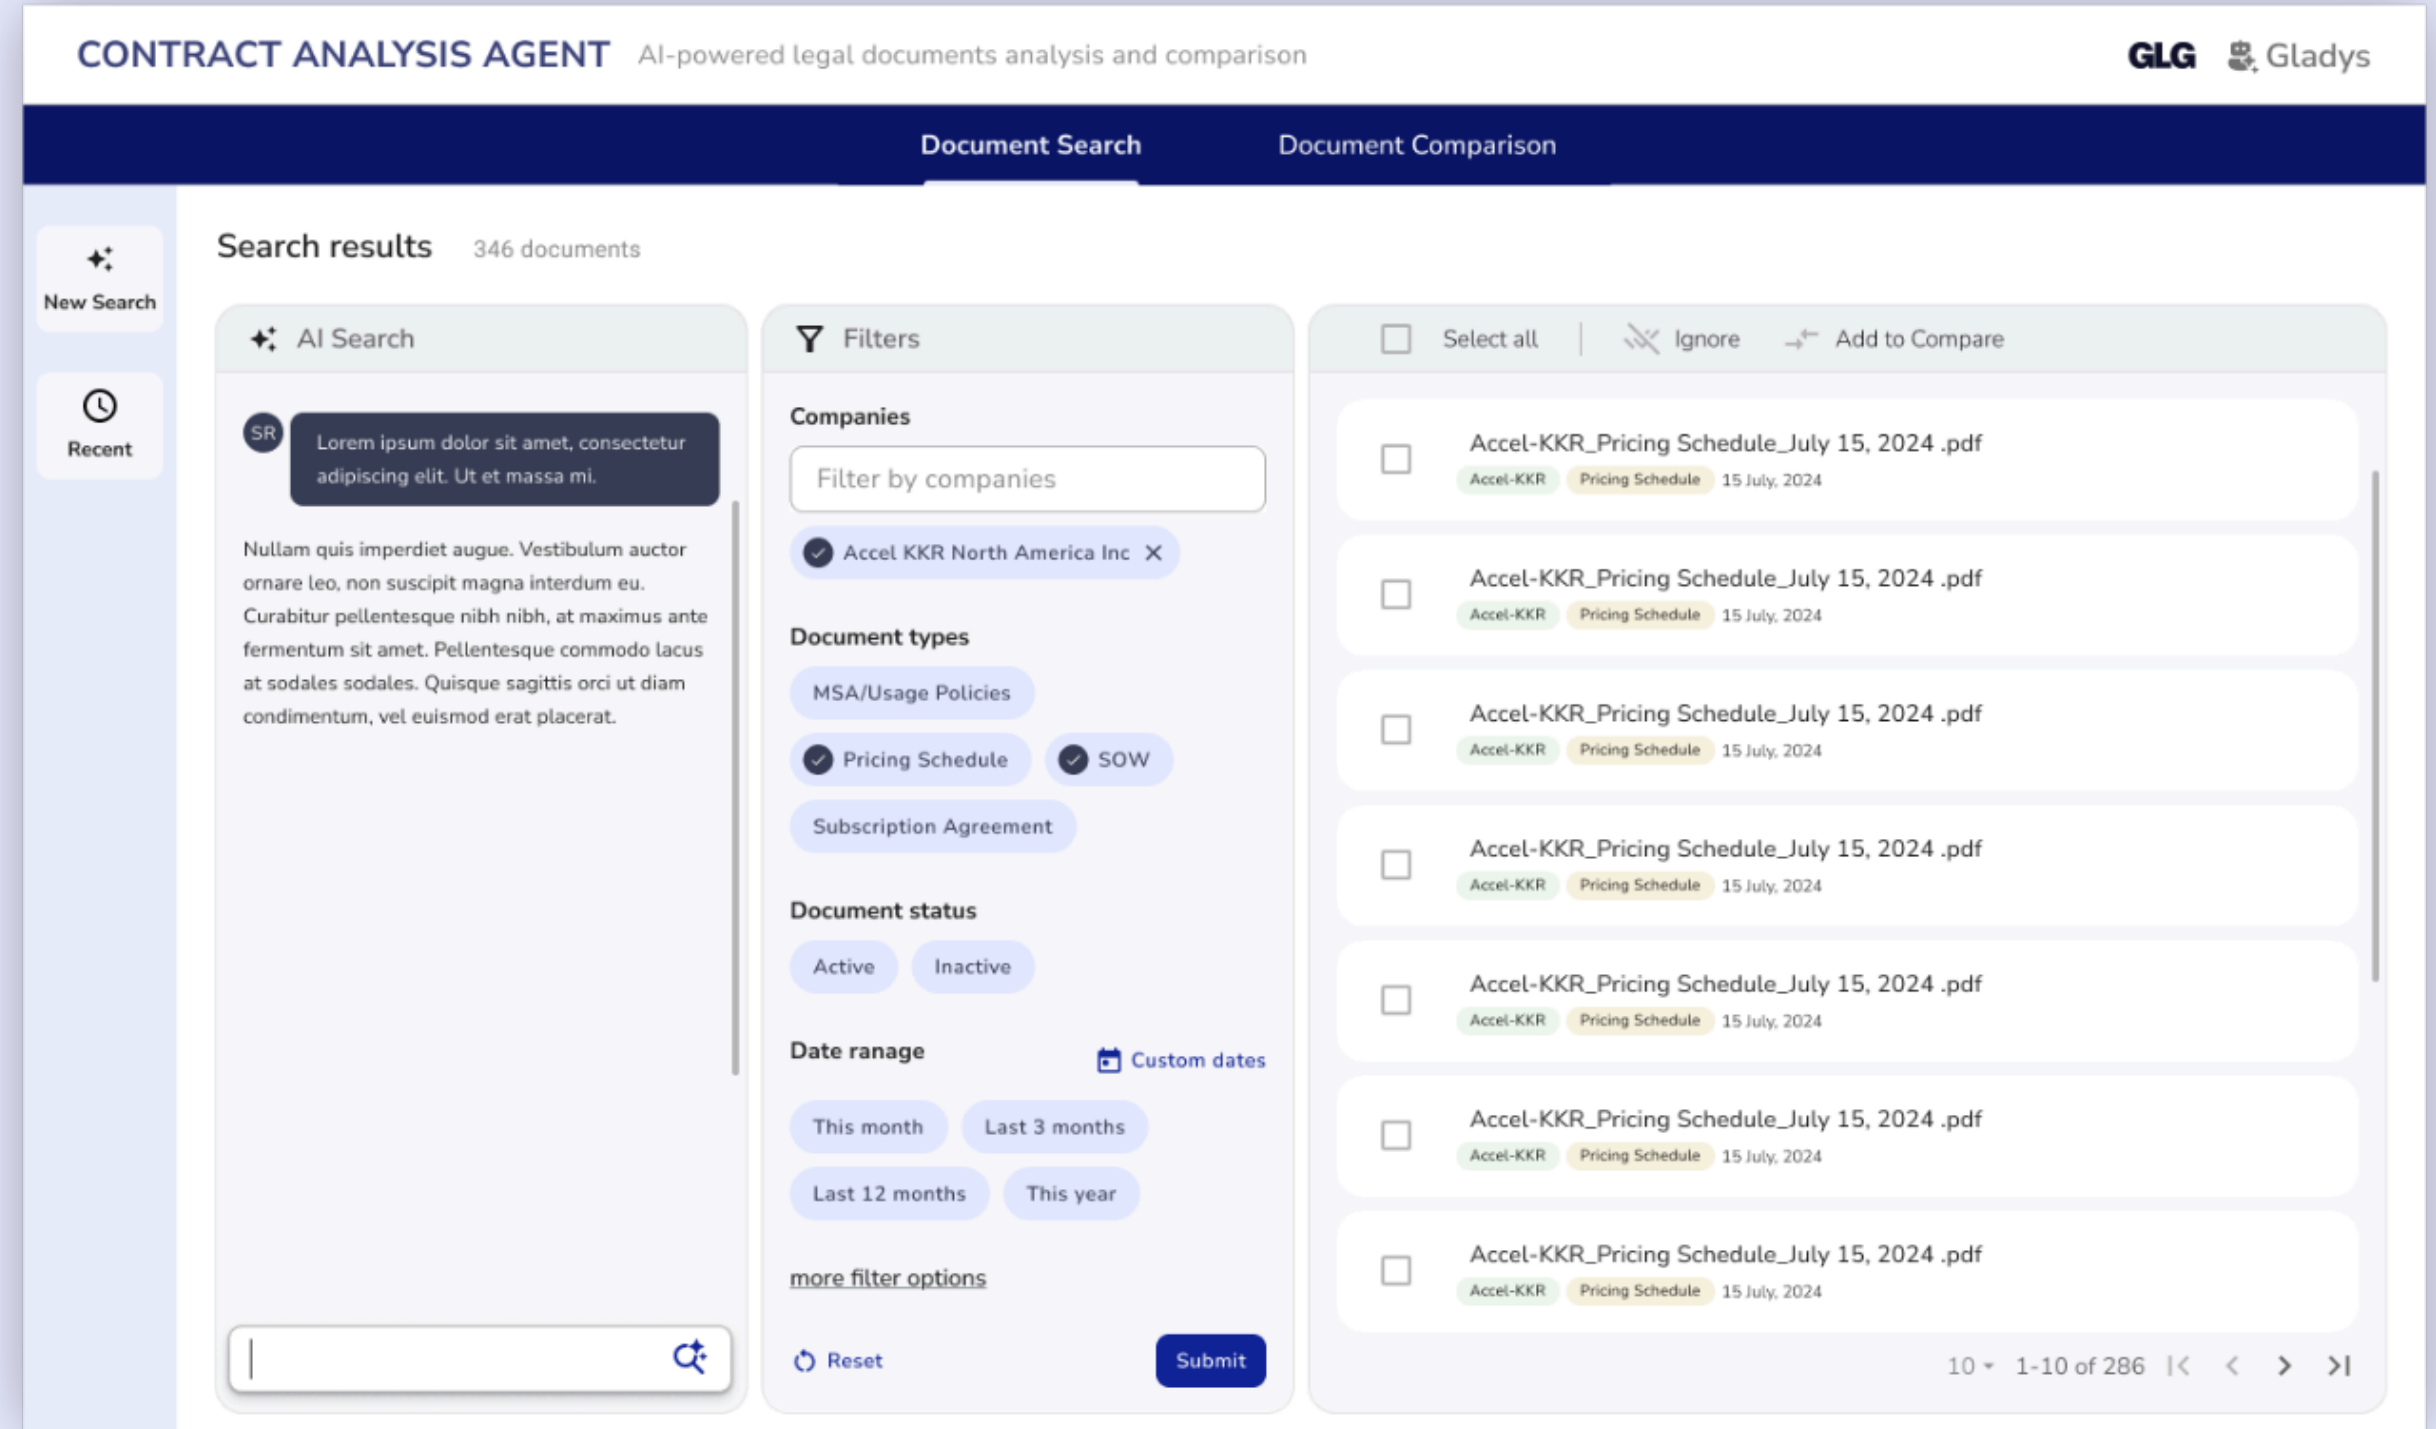 CONTRACT ANALYSIS AGENT AI-powered legal documents analysis and comparison
GLG Gladys
Document Search Document Comparison
New Search
Recent
Search results 346 documents
AI Search
SR
Lorem ipsum dolor sit amet, consectetur
adipiscing elit. Ut et massa mi.
Nullam quis imperdiet augue. Vestibulum auctor
ornare leo, non suscipit magna interdum eu.
Curabitur pellentesque nibh nibh, at maximus ante
fermentum sit amet. Pellentesque commodo lacus
at sodales sodales. Quisque sagittis orci ut diam
condimentum, vel euismod erat placerat.
Filters
Companies
Filter by companies
Accel KKR North America Inc
Document types
MSA/Usage Policies
Pricing Schedule SOW
Subscription Agreement
Document status
Active Inactive
Date ranage Custom dates
This month Last 3 months
Last 12 months This year
more filter options
Reset Submit
Select all Ignore Add to Compare
Accel-KKR_Pricing Schedule_July 15, 2024 .pdf
Accel-KKR Pricing Schedule 15 July, 2024
Accel-KKR_Pricing Schedule_July 15, 2024 .pdf
Accel-KKR Pricing Schedule 15 July, 2024
Accel-KKR_Pricing Schedule_July 15, 2024 .pdf
Accel-KKR Pricing Schedule 15 July, 2024
Accel-KKR_Pricing Schedule_July 15, 2024 .pdf
Accel-KKR Pricing Schedule 15 July, 2024
Accel-KKR_Pricing Schedule_July 15, 2024 .pdf
Accel-KKR Pricing Schedule 15 July, 2024
Accel-KKR_Pricing Schedule_July 15, 2024 .pdf
Accel-KKR Pricing Schedule 15 July, 2024
Accel-KKR_Pricing Schedule_July 15, 2024 .pdf
Accel-KKR Pricing Schedule 15 July, 2024
10 1-10 of 286